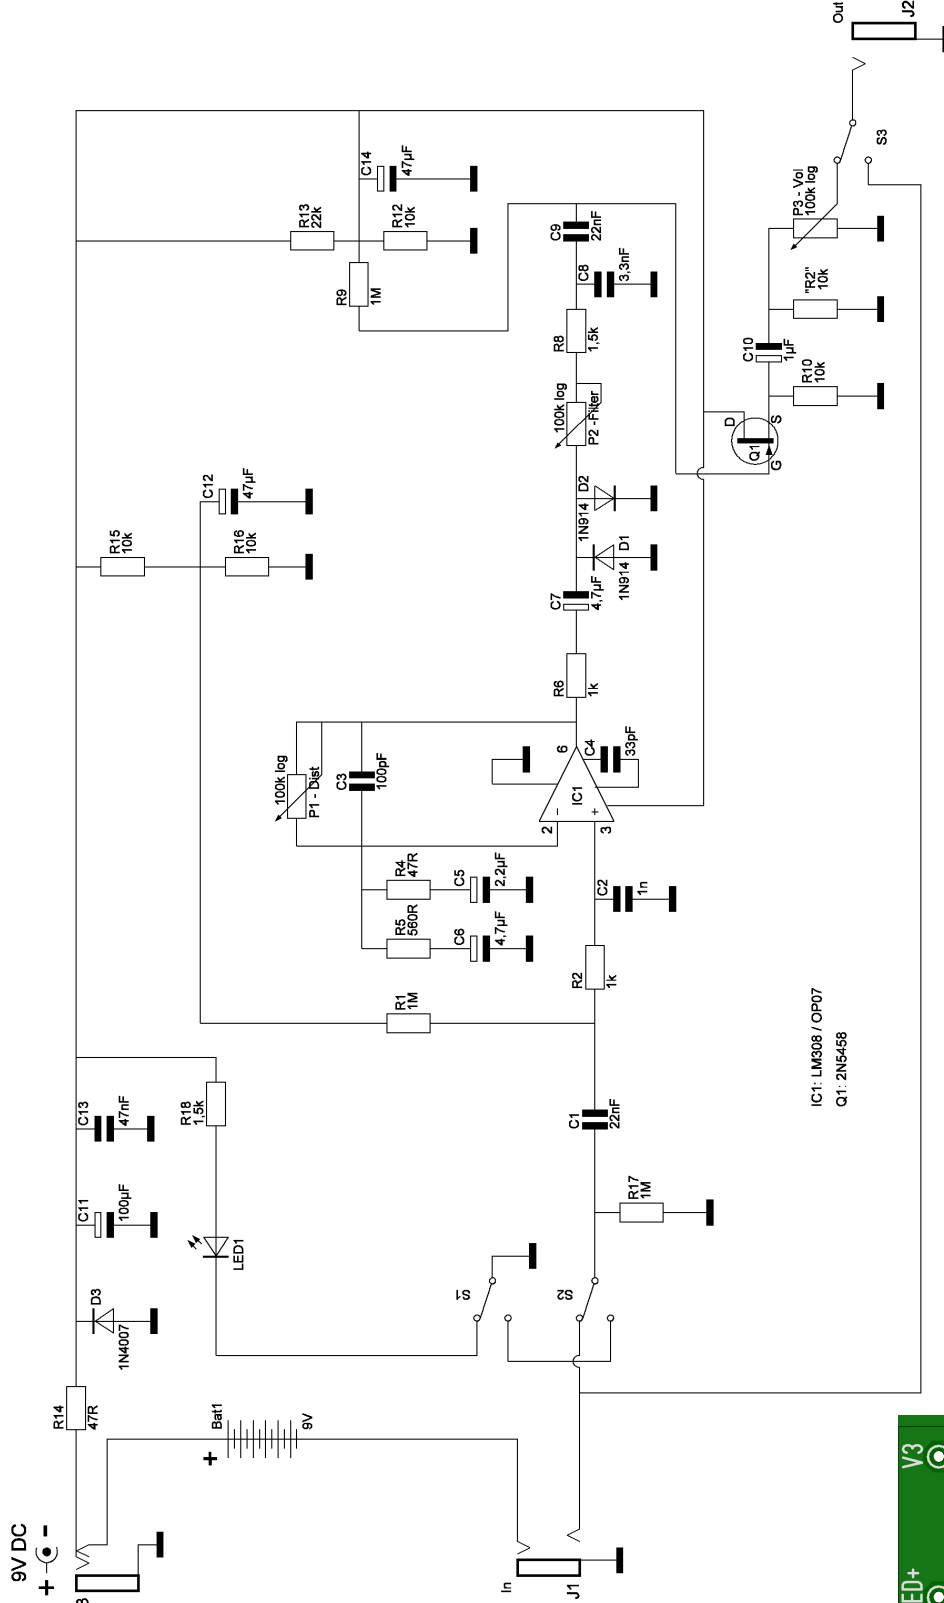 9V DC
+
-
R14
47R
D3
1N4007
C11
100µF
C13
47nF
R18
1,5k
LED1
Bat1
+
9V
In
J1
S1
S2
R17
1M
C1
22nF
R1
1M
R2
1k
C2
1n
R5
560R
C6
4,7µF
R4
47R
C5
2,2µF
P1 - Dist
100k log
C3
100pF
2
3
6
-
+
IC1
C4
33pF
R6
1k
C7
4,7µF
D1
1N914
D2
1N914
P2 -Filter
100k log
R8
1,5k
C8
3,3nF
C9
22nF
R15
10k
R16
10k
C12
47µF
R9
1M
R13
22k
R12
10k
C14
47µF
Q1
D
G
S
R10
10k
C10
1µF
"R2"
10k
P3 - Vol
100k log
S3
Out
J2
IC1: LM308 / OP07
Q1: 2N5458
V3
ED+